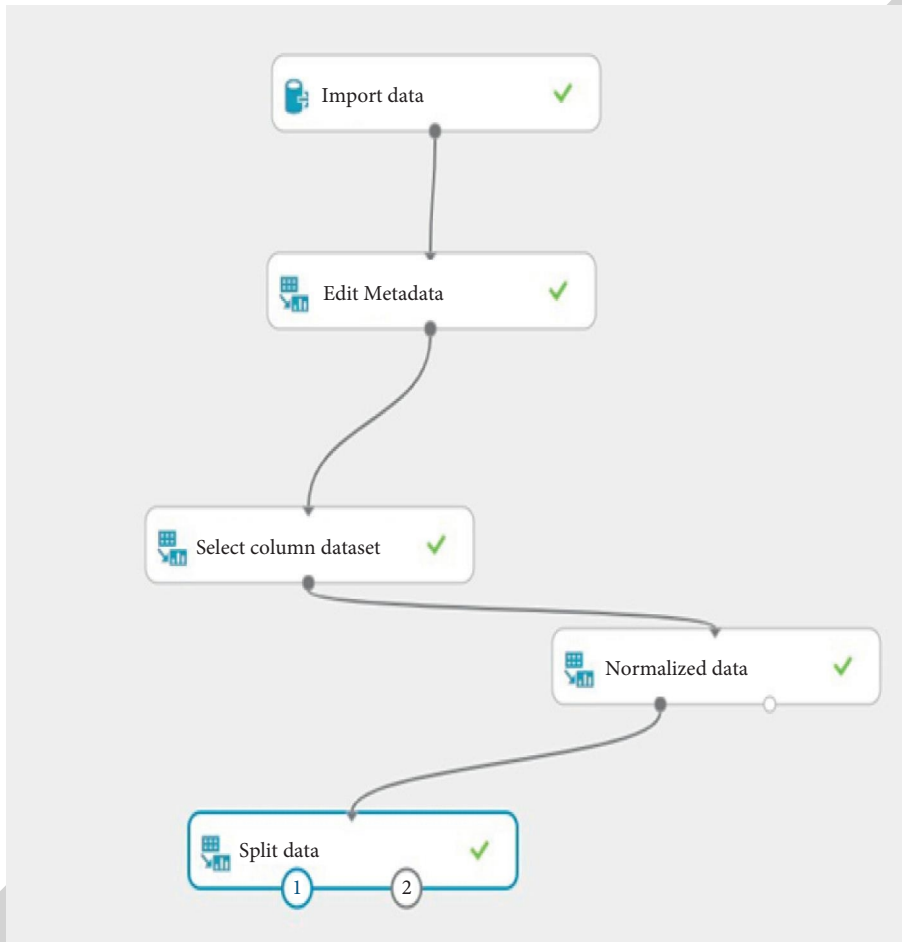 Import data
Edit Metadata
Select column dataset
Normalized data
Split data
1
2